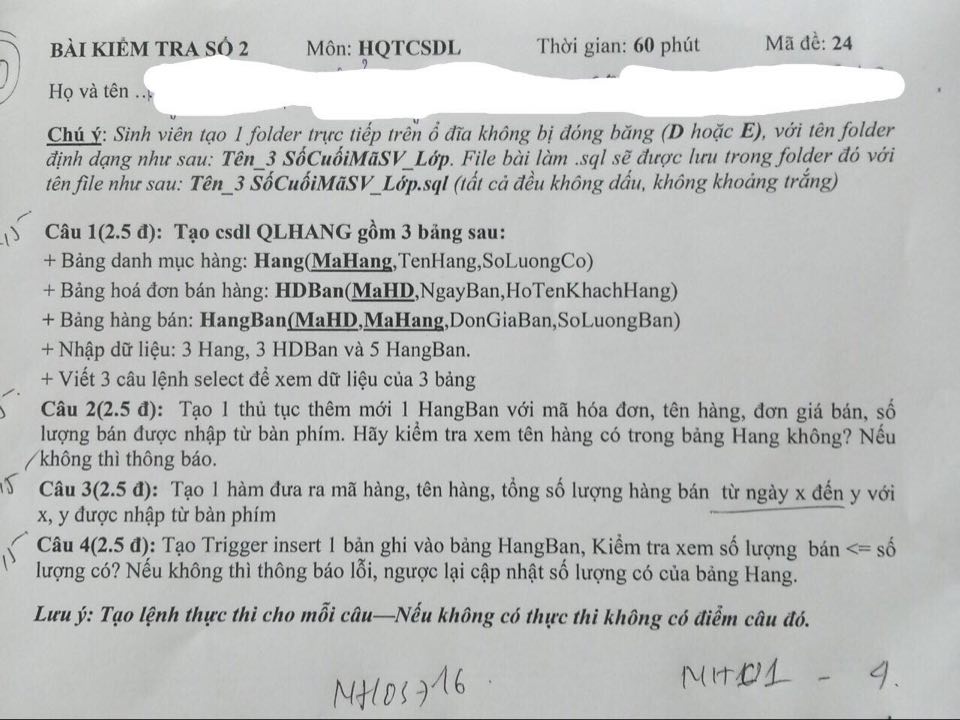 BÀI KIỂM TRA SỐ 2 Môn: HQTCSDL Thời gian: 60 phút Mã đề: 24
Họ và tên ..
Chú ý: Sinh viên tạo 1 folder trực tiếp trên ổ đĩa không bị đóng băng (D hoặc E), với tên folder
định dạng như sau: Tên_3 SốCuốiMãSV_Lớp. File bài làm .sql sẽ được lưu trong folder đó với
tên file như sau: Tên_3 SốCuốiMãSV_Lớp.sql (tất cả đều không dấu, không khoảng trắng)
Câu 1(2.5 đ): Tạo csdl QLHANG gồm 3 bảng sau:
+ Bảng danh mục hàng: Hang(MaHang,TenHang,SoLuongCo)
+ Bảng hoá đơn bán hàng: HDBan(MaHD,NgayBan,HoTenKhachHang)
+ Bảng hàng bán: HangBan(MaHD,MaHang,DonGiaBan,SoLuongBan)
+ Nhập dữ liệu: 3 Hang, 3 HDBan và 5 HangBan.
+ Viết 3 câu lệnh select để xem dữ liệu của 3 bảng
Câu 2(2.5 đ): Tạo 1 thủ tục thêm mới 1 HangBan với mã hóa đơn, tên hàng, đơn giá bán, số
lượng bán được nhập từ bàn phím. Hãy kiểm tra xem tên hàng có trong bảng Hang không? Nếu
không thì thông báo.
Câu 3(2.5 đ): Tạo 1 hàm đưa ra mã hàng, tên hàng, tổng số lượng hàng bán từ ngày x đến y với
x, y được nhập từ bàn phím
Câu 4(2.5 đ): Tạo Trigger insert 1 bản ghi vào bảng HangBan, Kiểm tra xem số lượng bán <= số
lượng có? Nếu không thì thông báo lỗi, ngược lại cập nhật số lượng có của bảng Hang.
Lưu ý: Tạo lệnh thực thi cho mỗi câu—Nếu không có thực thi không có điểm câu đó.